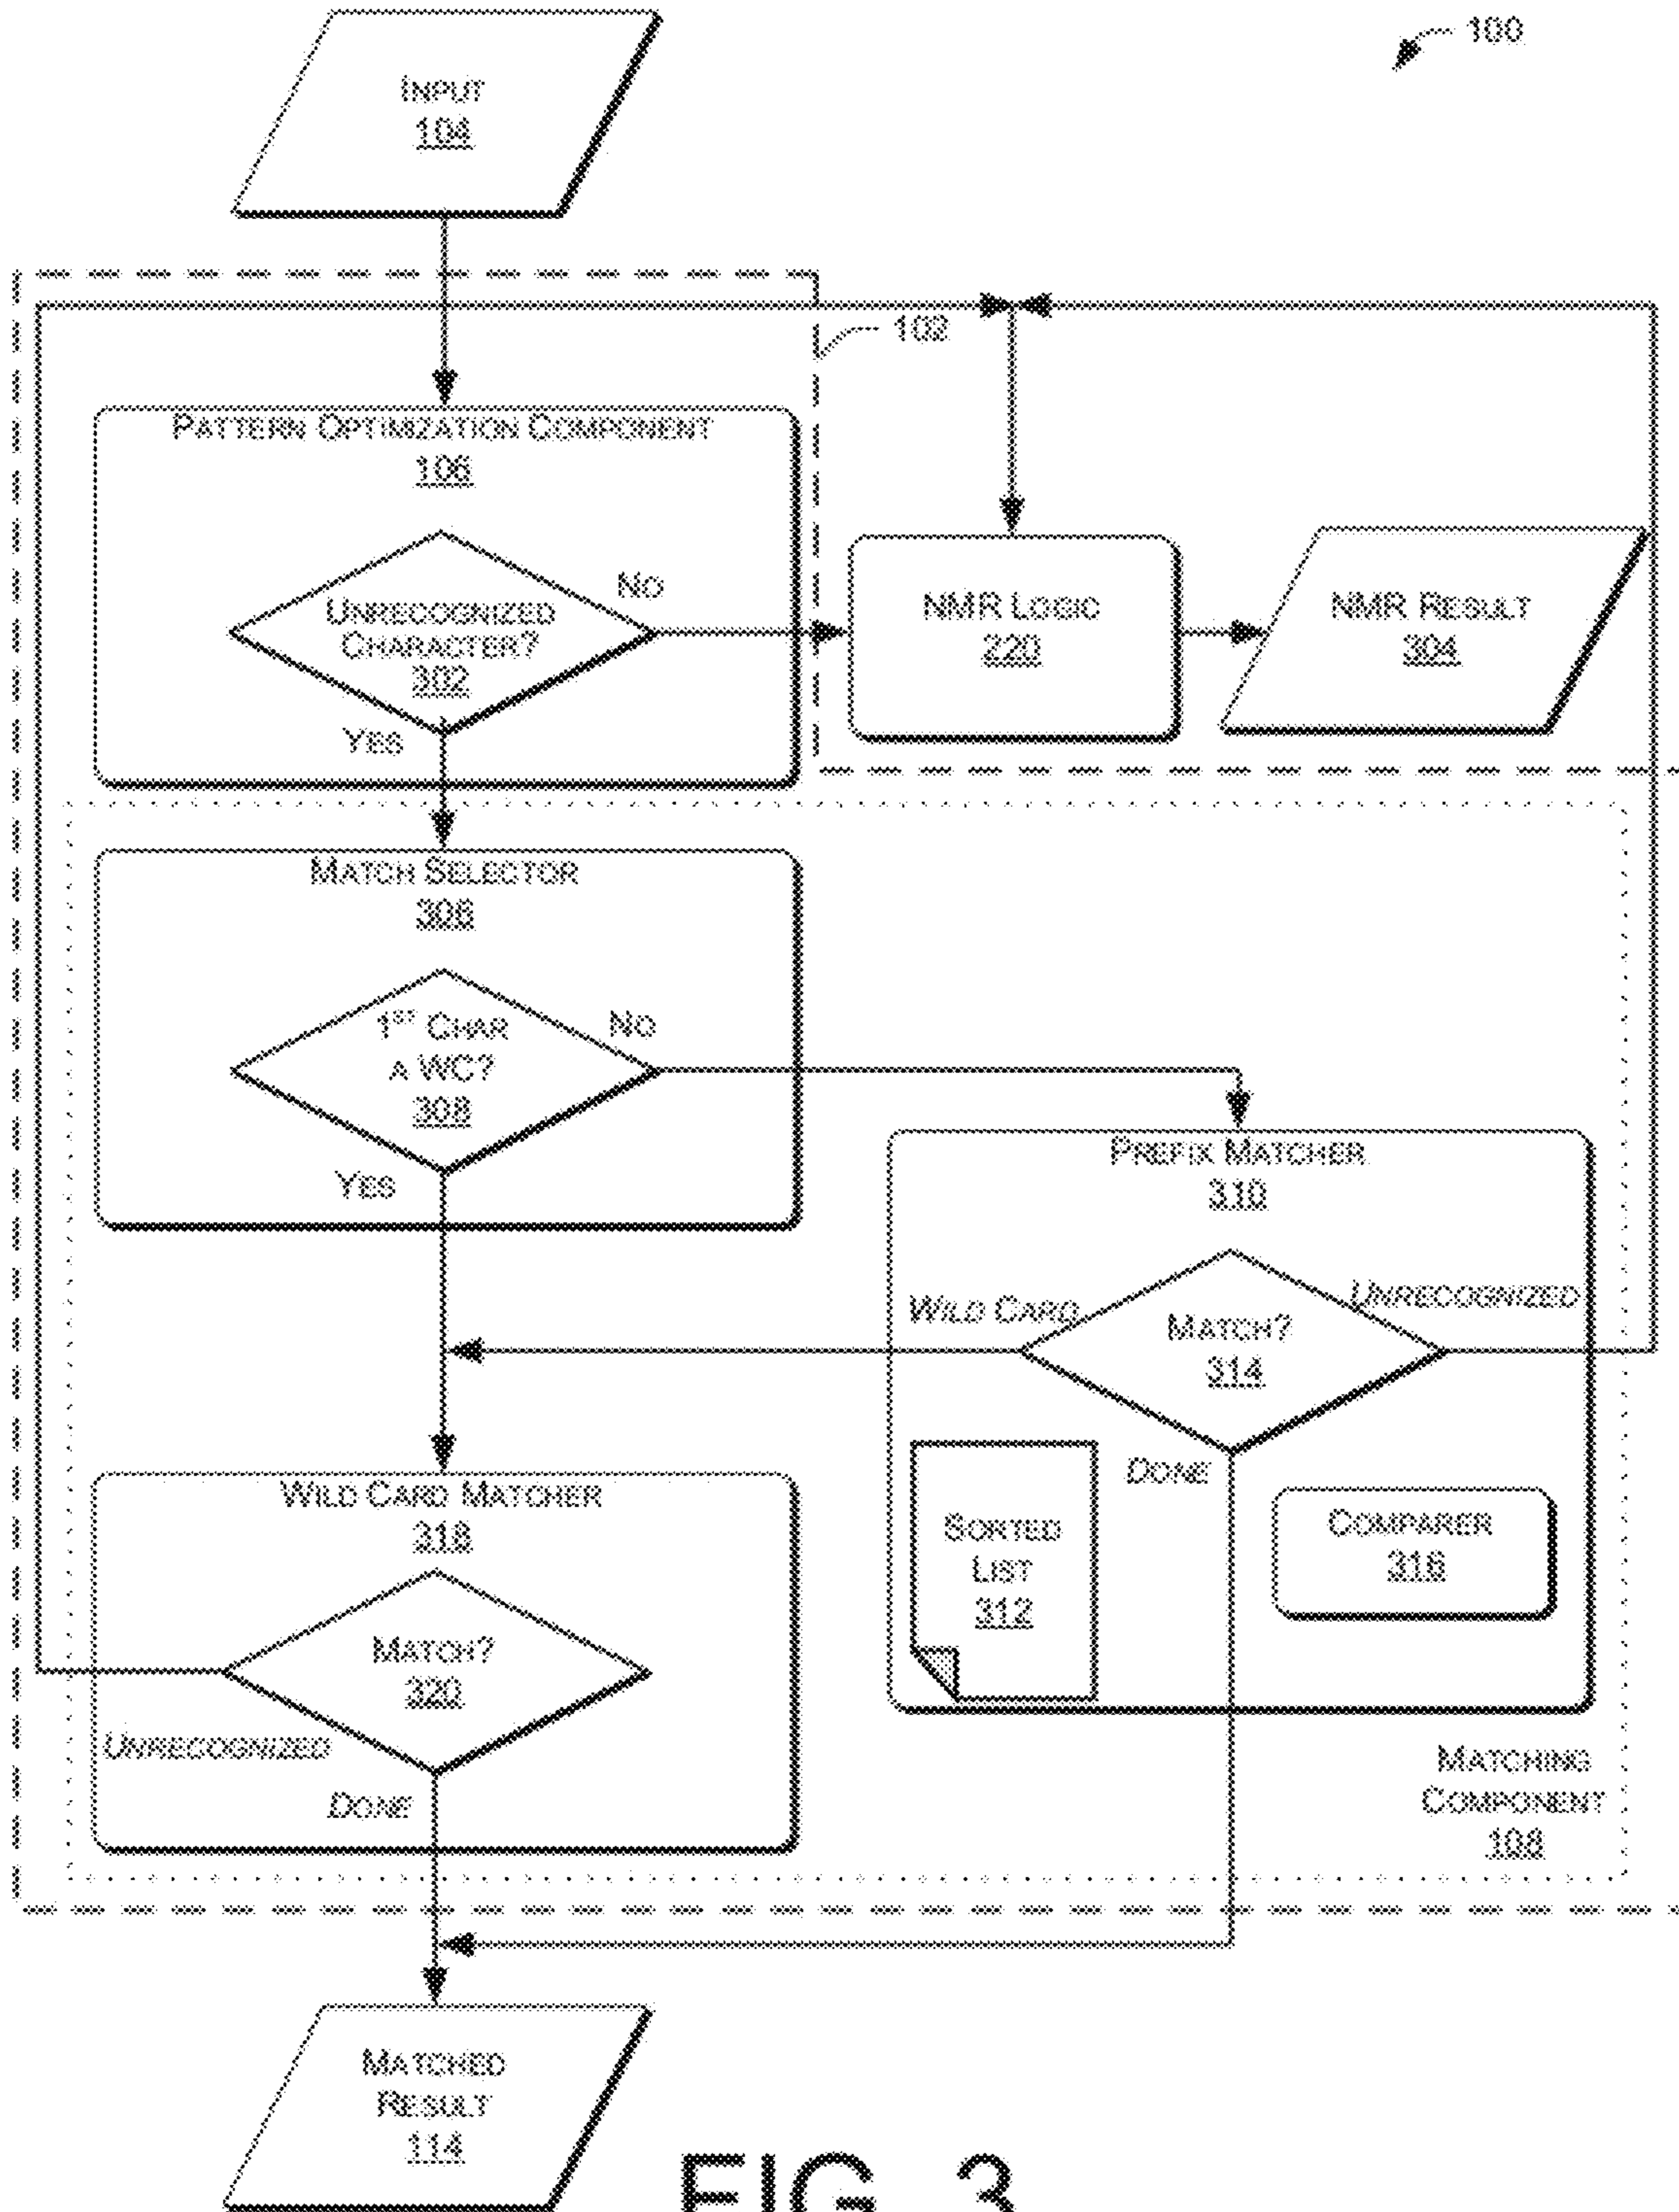 100
INPUT
104
102
PATTERN OPTIMIZATION COMPONENT
106
UNRECOGNIZED
CHARACTER?
302
NO
YES
NMR LOGIC
220
NMR RESULT
304
MATCH SELECTOR
306
1ST CHAR
A WC?
308
NO
YES
PREFIX MATCHER
310
WILD CARD
UNRECOGNIZED
MATCH?
314
DONE
SORTED
LIST
312
COMPARER
316
WILD CARD MATCHER
318
MATCH?
320
UNRECOGNIZED
DONE
MATCHING
COMPONENT
108
MATCHED
RESULT
114
FIG. 3